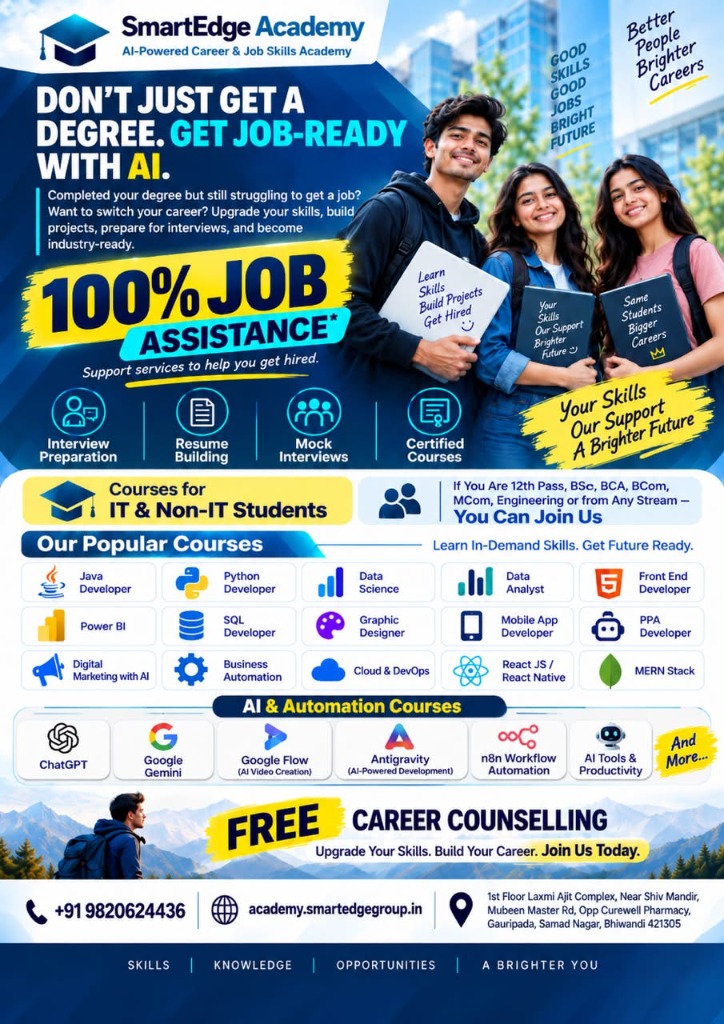 SmartEdge Academy
AI-Powered Career & Job Skills Academy
Better
People
Brighter
Careers
GOOD
SKILLS
GOOD
JOBS
BRIGHT
FUTURE
DON'T JUST GET A
DEGREE. GET JOB-READY
WITH AI.
Completed your degree but still struggling to get a job?
Want to switch your career? Upgrade your skills, build
projects, prepare for interviews, and become
industry-ready.
100% JOB
ASSISTANCE*
Support services to help you get hired.
Learn
Skills
Build Projects
Get Hired
Your
Skills
Our Support
Brighter
Future
Same
Students
Bigger
Careers
Your Skills
Our Support
A Brighter Future
Interview
Preparation
Resume
Building
Mock
Interviews
Certified
Courses
Courses for
IT & Non-IT Students
If You Are 12th Pass, BSc, BCA, BCom,
MCom, Engineering or from Any Stream –
You Can Join Us
Our Popular Courses
Learn In-Demand Skills. Get Future Ready.
Java
Developer
Python
Developer
Data
Science
Data
Analyst
Front End
Developer
Power BI
SQL
Developer
Graphic
Designer
Mobile App
Developer
PPA
Developer
Digital
Marketing with AI
Business
Automation
Cloud & DevOps
React JS /
React Native
MERN Stack
AI & Automation Courses
ChatGPT
Google
Gemini
Google Flow
(AI Video Creation)
Antigravity
(AI-Powered Development)
n8n Workflow
Automation
AI Tools &
Productivity
And
More...
FREE CAREER COUNSELLING
Upgrade Your Skills. Build Your Career. Join Us Today.
+91 9820624436
academy.smartedgegroup.in
1st Floor Laxmi Ajit Complex, Near Shiv Mandir,
Mubeen Master Rd, Opp Curewell Pharmacy,
Gauripada, Samad Nagar, Bhiwandi 421305
SKILLS | KNOWLEDGE | OPPORTUNITIES | A BRIGHTER YOU